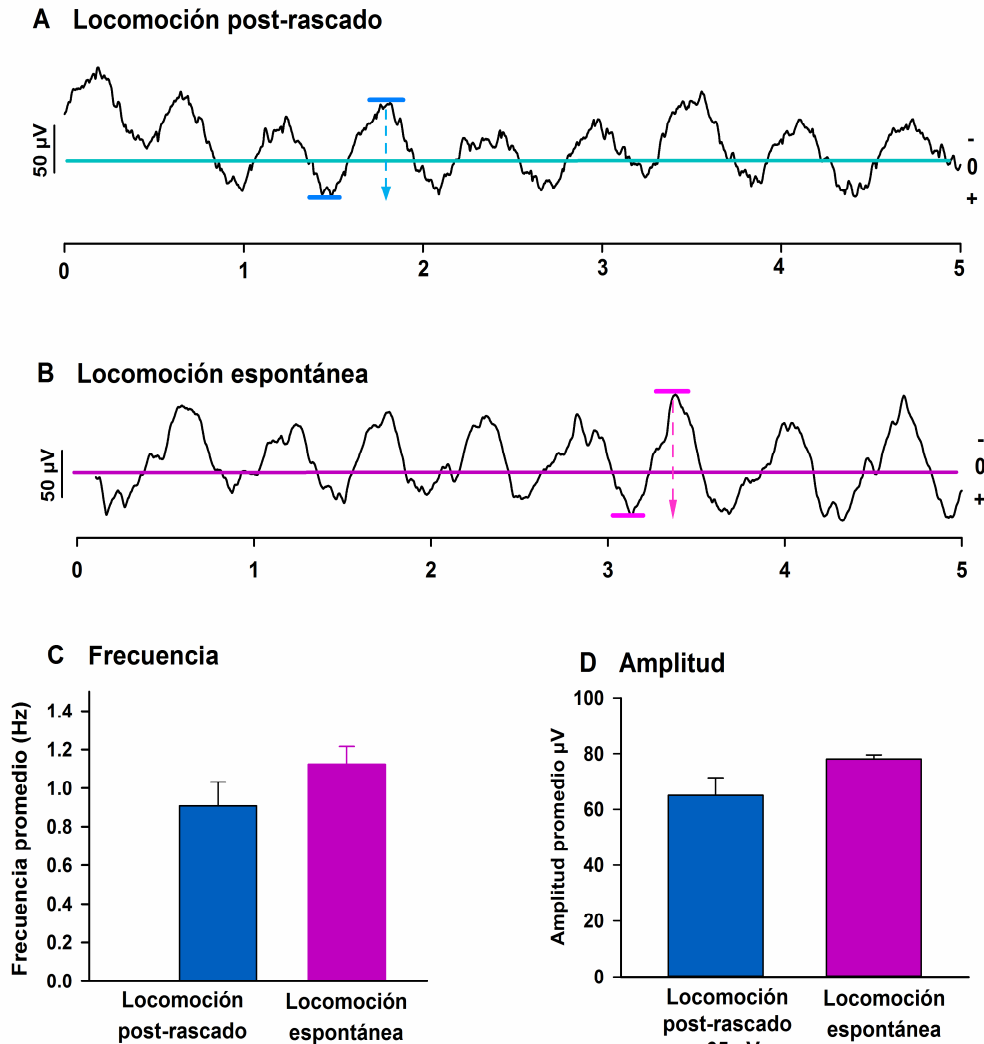 A Locomoción post-rascado
50 µV
-
0
+
0 1 2 3 4 5
B Locomoción espontánea
50 µV
-
0
+
0 1 2 3 4 5
C Frecuencia
Frecuencia promedio (Hz)
1.4
1.2
1.0
0.8
0.6
0.4
0.2
0.0
Locomoción
post-rascado
Locomoción
espontánea
D Amplitud
Amplitud promedio µV
100
80
60
40
20
0
Locomoción
post-rascado
Locomoción
espontánea